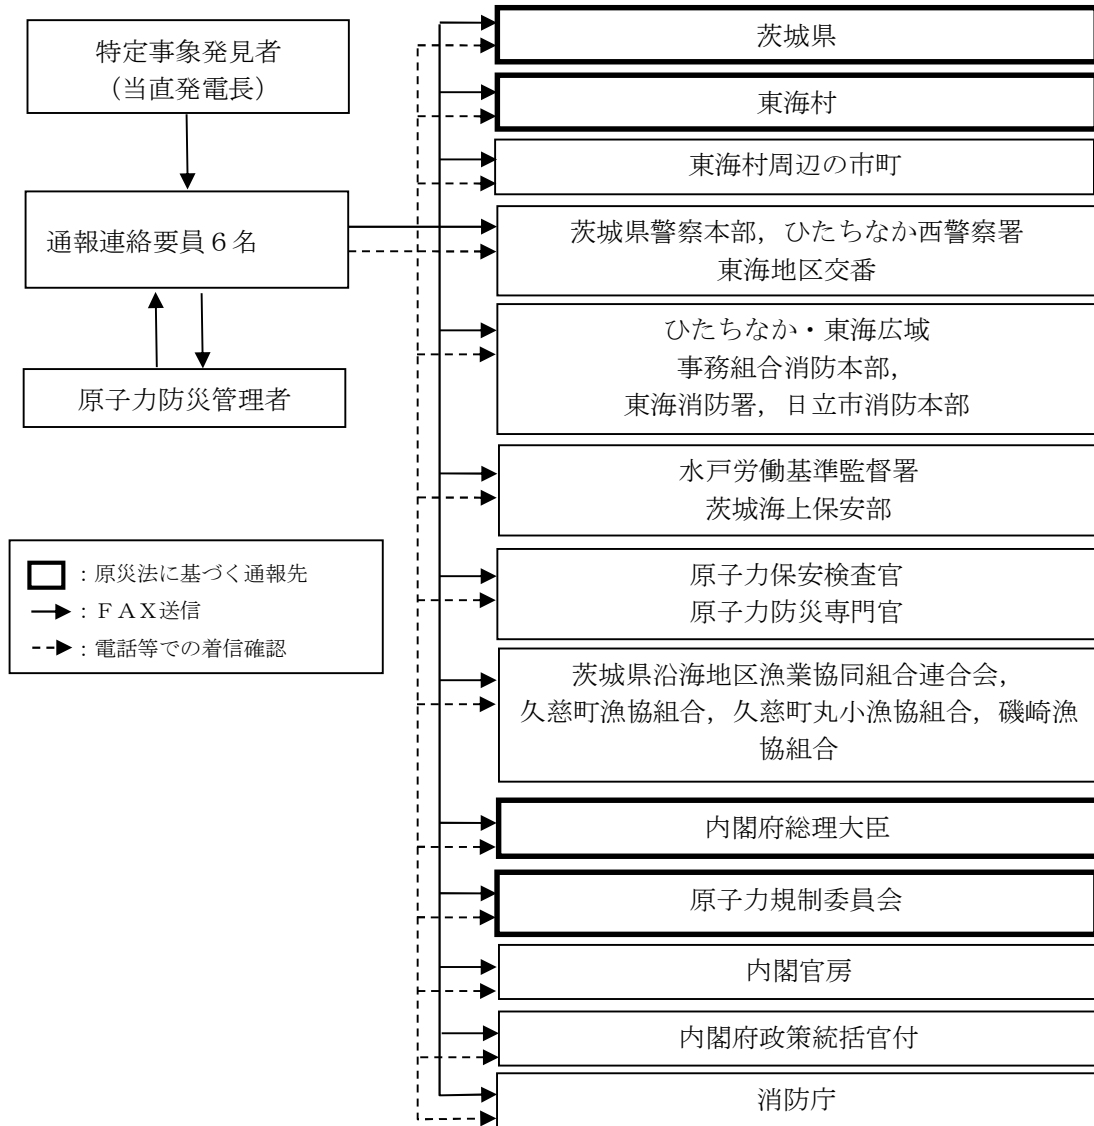 特定事象発見者
（当直発電長）
通報連絡要員６名
原子力防災管理者
：原災法に基づく通報先
：ＦＡＸ送信
：電話等での着信確認
茨城県
東海村
東海村周辺の市町
茨城県警察本部，ひたちなか西警察署
東海地区交番
ひたちなか・東海広域
事務組合消防本部，
東海消防署，日立市消防本部
水戸労働基準監督署
茨城海上保安部
原子力保安検査官
原子力防災専門官
茨城県沿海地区漁業協同組合連合会，
久慈町漁協組合，久慈町丸小漁協組合，磯崎漁
協組合
内閣府総理大臣
原子力規制委員会
内閣官房
内閣府政策統括官付
消防庁